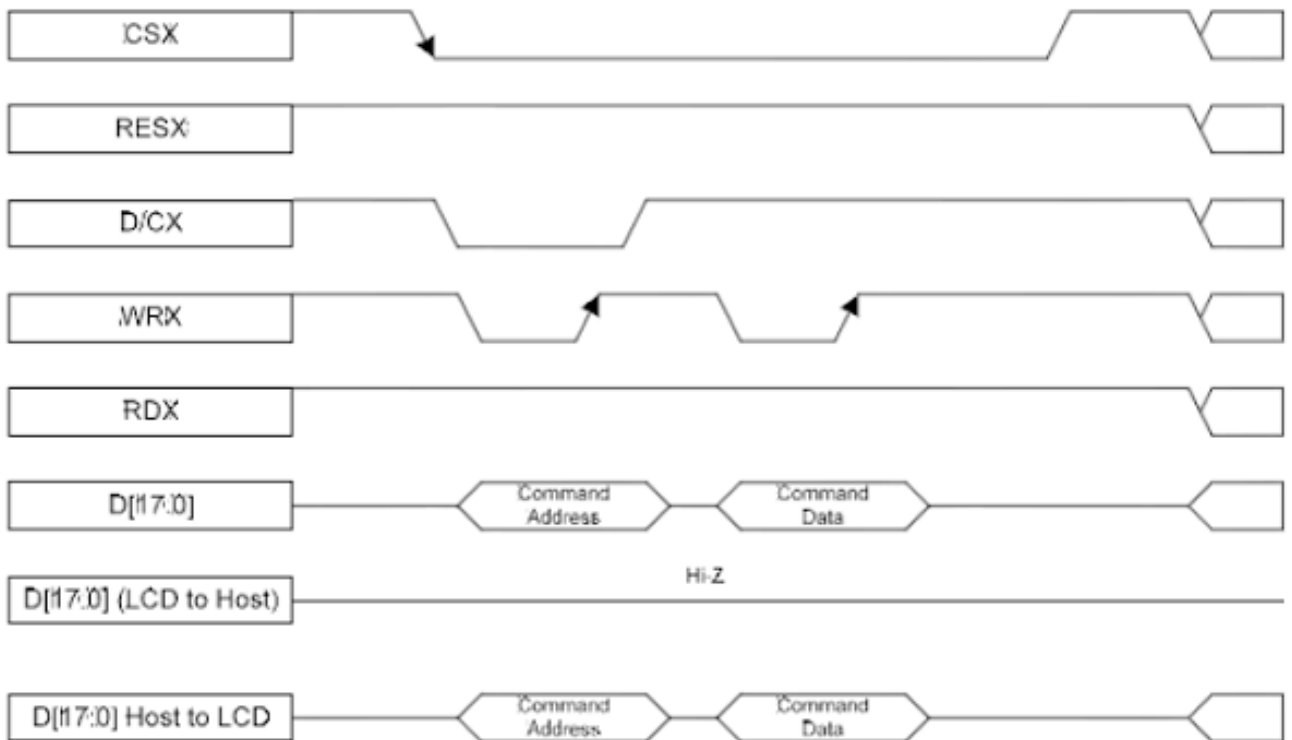 CSX
RESX
D/CX
WRX
RDX
D[17:0]
Command
Address
Command
Data
D[17:0] (LCD to Host)
Hi-Z
D[17:0] Host to LCD
Command
Address
Command
Data